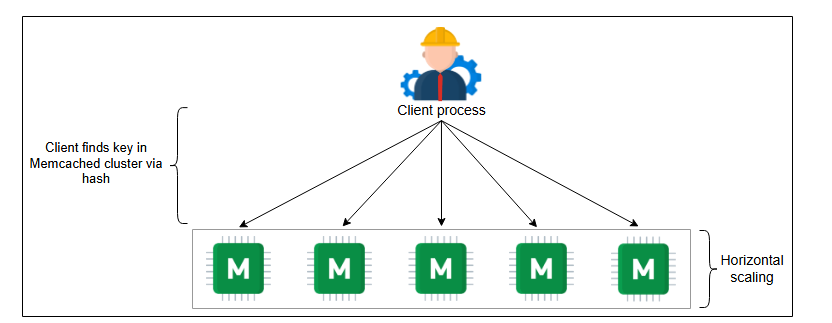 Client process
Client finds key in
Memcached cluster via
hash
M
M
M
M
M
Horizontal
scaling